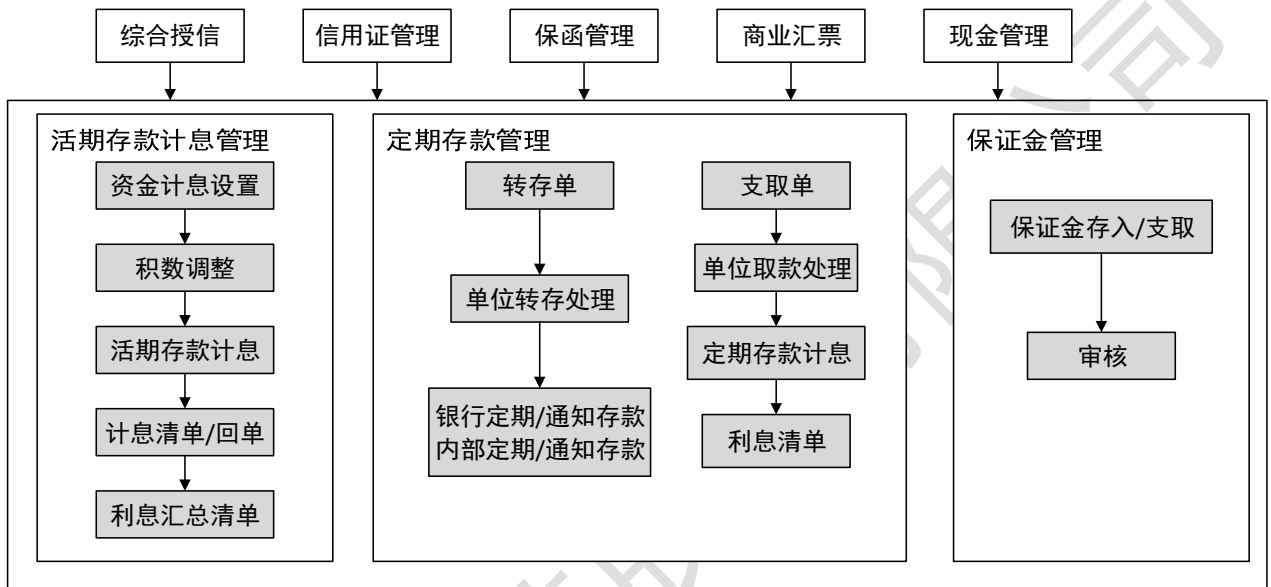 综合授信
信用证管理
保函管理
商业汇票
现金管理
活期存款计息管理
资金计息设置
积数调整
活期存款计息
计息清单/回单
利息汇总清单
定期存款管理
转存单
单位转存处理
银行定期/通知存款
内部定期/通知存款
支取单
单位取款处理
定期存款计息
利息清单
保证金管理
保证金存入/支取
审核
限公司